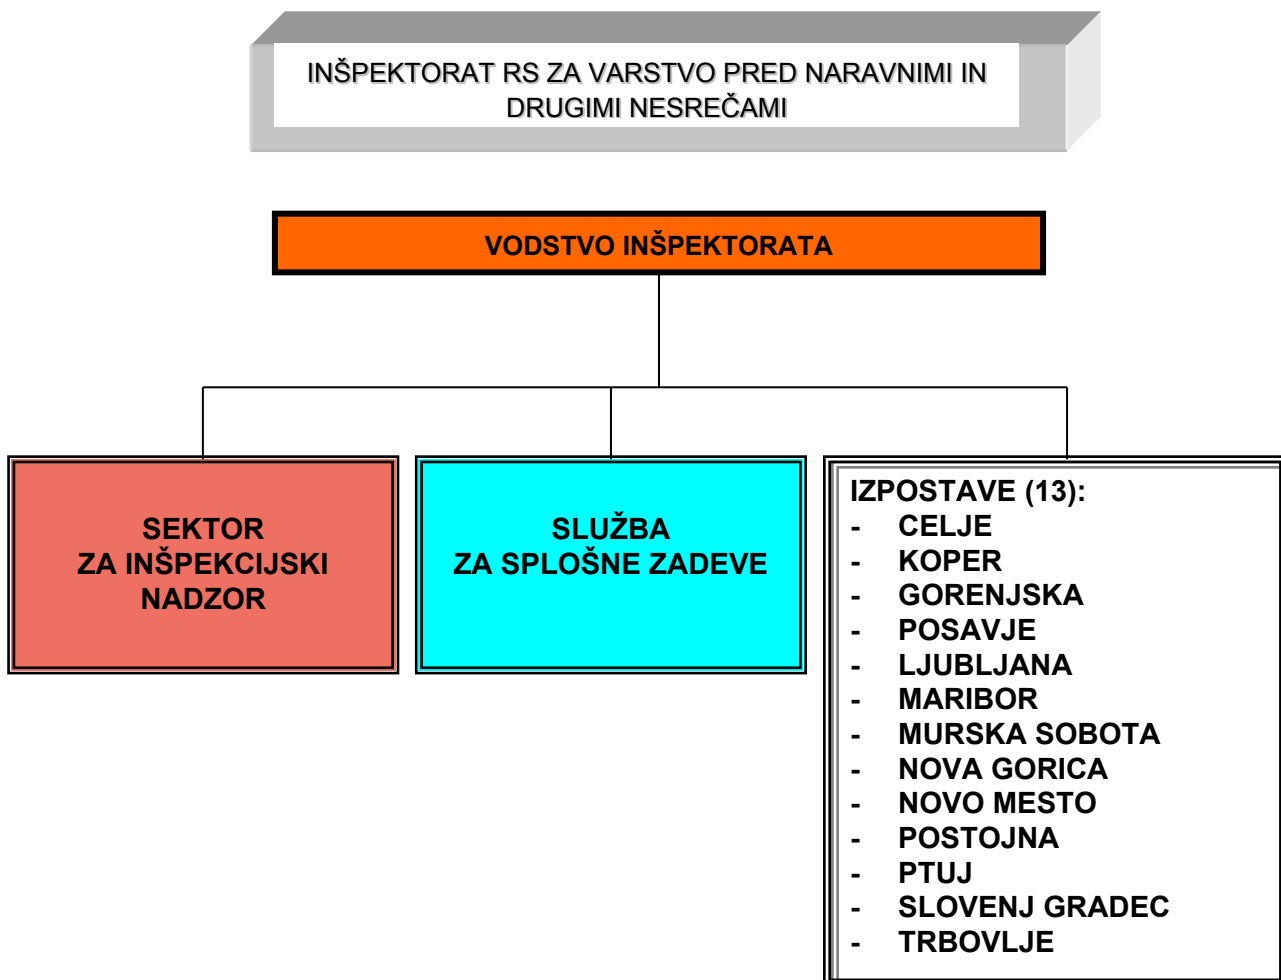 INŠPEKTORAT RS ZA VARSTVO PRED NARAVNIMI IN
DRUGIMI NESREČAMI
VODSTVO INŠPEKTORATA
SEKTOR
ZA INŠPEKCIJSKI
NADZOR
SLUŽBA
ZA SPLOŠNE ZADEVE
IZPOSTAVE (13):
- CELJE
- KOPER
- GORENJSKA
- POSAVJE
- LJUBLJANA
- MARIBOR
- MURSKA SOBOTA
- NOVA GORICA
- NOVO MESTO
- POSTOJNA
- PTUJ
- SLOVENJ GRADEC
- TRBOVLJE